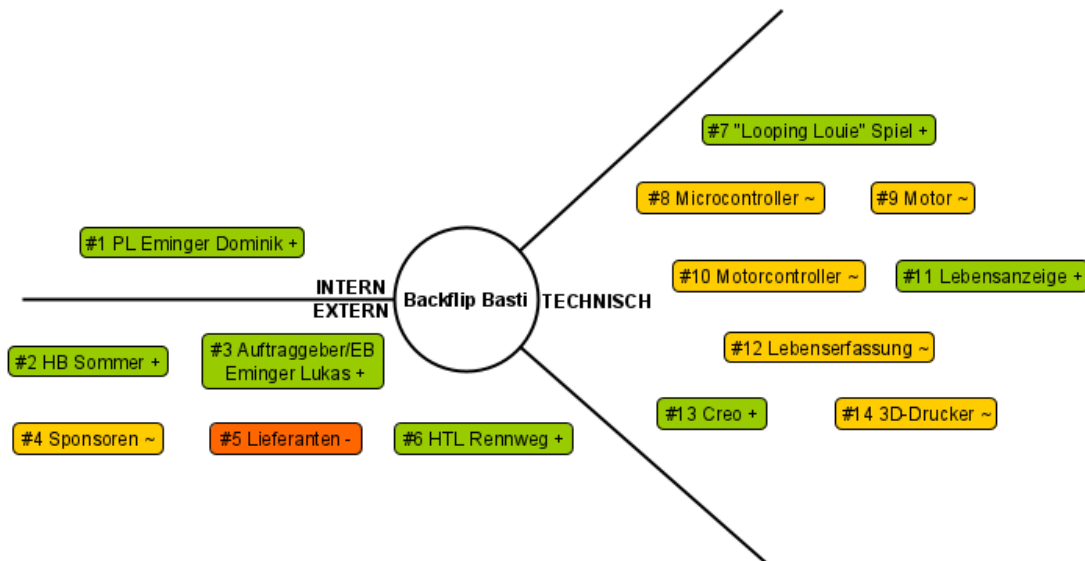 #7 "Looping Louie" Spiel +
#8 Microcontroller ~
#9 Motor ~
#1 PL Eminger Dominik +
#10 Motorcontroller ~
#11 Lebensanzeige +
INTERN
Backflip Basti
TECHNISCH
EXTERN
#2 HB Sommer +
#3 Auftraggeber/EB
Eminger Lukas +
#12 Lebenserfassung ~
#13 Creo +
#14 3D-Drucker ~
#4 Sponsoren ~
#5 Lieferanten -
#6 HTL Rennweg +